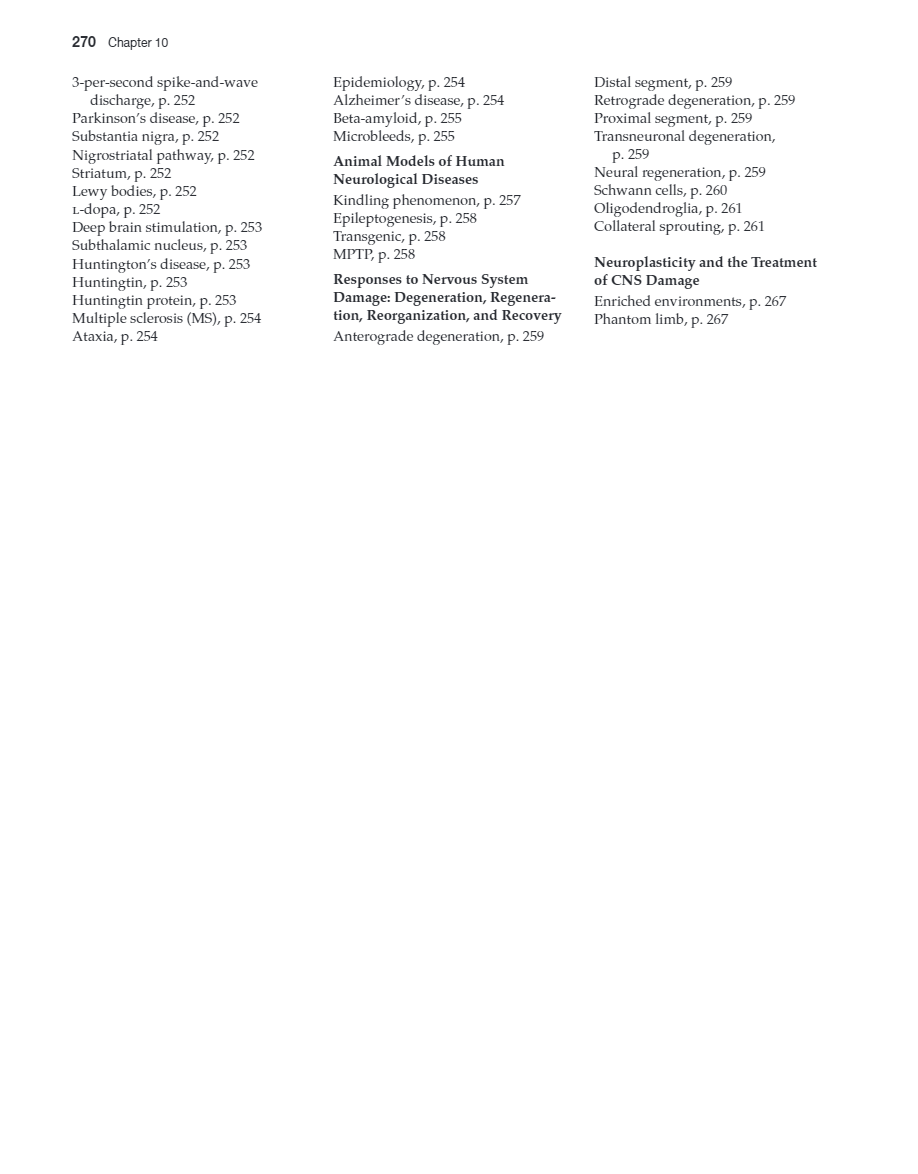 270 Chapter 10
3-per-second spike-and-wave
discharge, p. 252
Parkinson’s disease, p. 252
Substantia nigra, p. 252
Nigrostriatal pathway, p. 252
Striatum, p. 252
Lewy bodies, p. 252
L-dopa, p. 252
Deep brain stimulation, p. 253
Subthalamic nucleus, p. 253
Huntington’s disease, p. 253
Huntingtin, p. 253
Huntingtin protein, p. 253
Multiple sclerosis (MS), p. 254
Ataxia, p. 254
Epidemiology, p. 254
Alzheimer’s disease, p. 254
Beta-amyloid, p. 255
Microbleeds, p. 255
Animal Models of Human
Neurological Diseases
Kindling phenomenon, p. 257
Epileptogenesis, p. 258
Transgenic, p. 258
MPTP, p. 258
Responses to Nervous System
Damage: Degeneration, Regenera-
tion, Reorganization, and Recovery
Anterograde degeneration, p. 259
Distal segment, p. 259
Retrograde degeneration, p. 259
Proximal segment, p. 259
Transneuronal degeneration,
p. 259
Neural regeneration, p. 259
Schwann cells, p. 260
Oligodendroglia, p. 261
Collateral sprouting, p. 261
Neuroplasticity and the Treatment
of CNS Damage
Enriched environments, p. 267
Phantom limb, p. 267